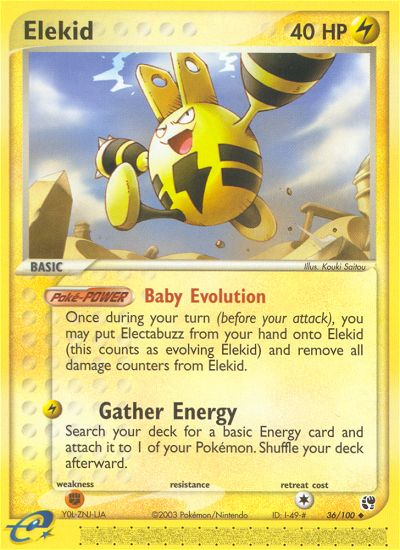 Elekid 40 HP
BASIC
Illus. Kouki Saitou
Poké-POWER Baby Evolution
Once during your turn (before your attack), you
may put Electabuzz from your hand onto Elekid
(this counts as evolving Elekid) and remove all
damage counters from Elekid.
Gather Energy
Search your deck for a basic Energy card and
attach it to 1 of your Pokémon. Shuffle your deck
afterward.
weakness resistance retreat cost
Y0L-ZNJ-LJA ©2003 Pokémon/Nintendo ID: I-49-# 36/100
e